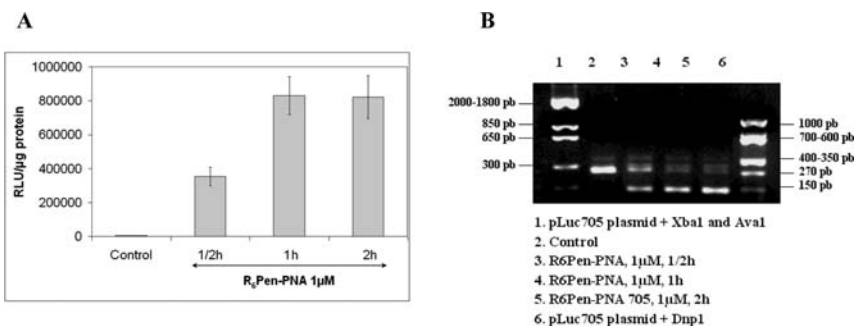 A
RLU/µg protein
1000000
800000
600000
400000
200000
0
Control
1/2h
1h
2h
R₆Pen-PNA 1µM
B
1 2 3 4 5 6
2000-1800 pb
850 pb
650 pb
300 pb
1000 pb
700-600 pb
400-350 pb
270 pb
150 pb
1. pLuc705 plasmid + Xba1 and Ava1
2. Control
3. R6Pen-PNA, 1µM, 1/2h
4. R6Pen-PNA, 1µM, 1h
5. R6Pen-PNA 705, 1µM, 2h
6. pLuc705 plasmid + Dnp1